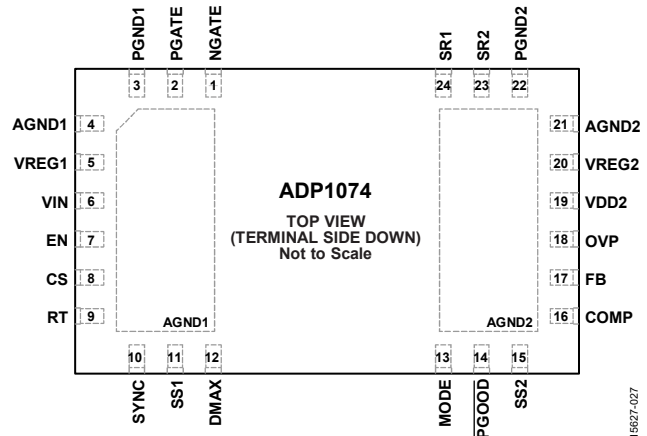 PGND1 PGATE NGATE SR1 SR2 PGND2
3 2 1 24 23 22
AGND1 4 21 AGND2
VREG1 5 20 VREG2
VIN 6 ADP1074 19 VDD2
TOP VIEW
EN 7 (TERMINAL SIDE DOWN) 18 OVP
Not to Scale
CS 8 17 FB
RT 9 16 COMP
AGND1 AGND2
10 11 12 13 14 15
SYNC SS1 DMAX MODE PGOOD SS2
15627-027